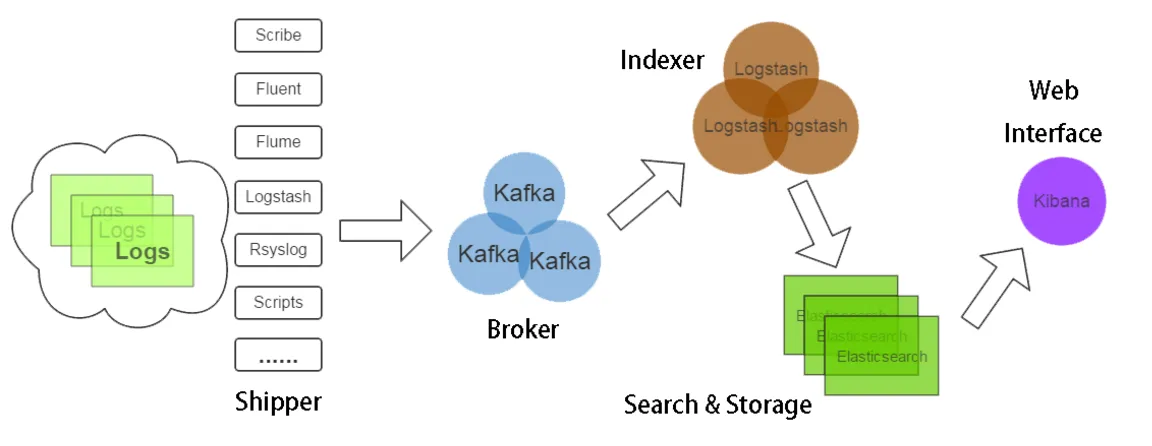 Logs
Logs
Logs
Scribe
Fluent
Flume
Logstash
Rsyslog
Scripts
......
Shipper
Kafka
Kafka
Kafka
Broker
Indexer
Logstash
Logstash
Logstash
Elasticsearch
Elasticsearch
Elasticsearch
Search & Storage
Web
Interface
Kibana